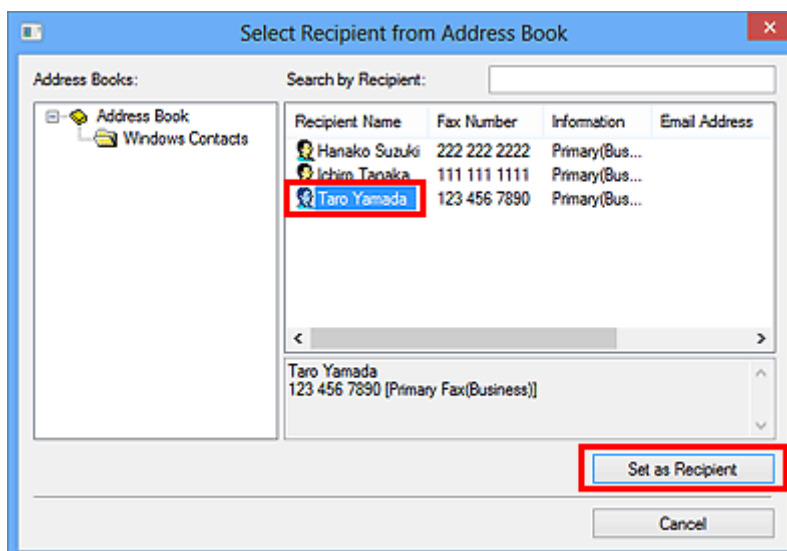 Select Recipient from Address Book
Address Books:
Search by Recipient:
Address Book
Windows Contacts
Recipient Name Fax Number Information Email Address
Hanako Suzuki 222 222 2222 Primary(Bus...
Ichiro Tanaka 111 111 1111 Primary(Bus...
Taro Yamada 123 456 7890 Primary(Bus...
Taro Yamada
123 456 7890 [Primary Fax(Business)]
Set as Recipient
Cancel